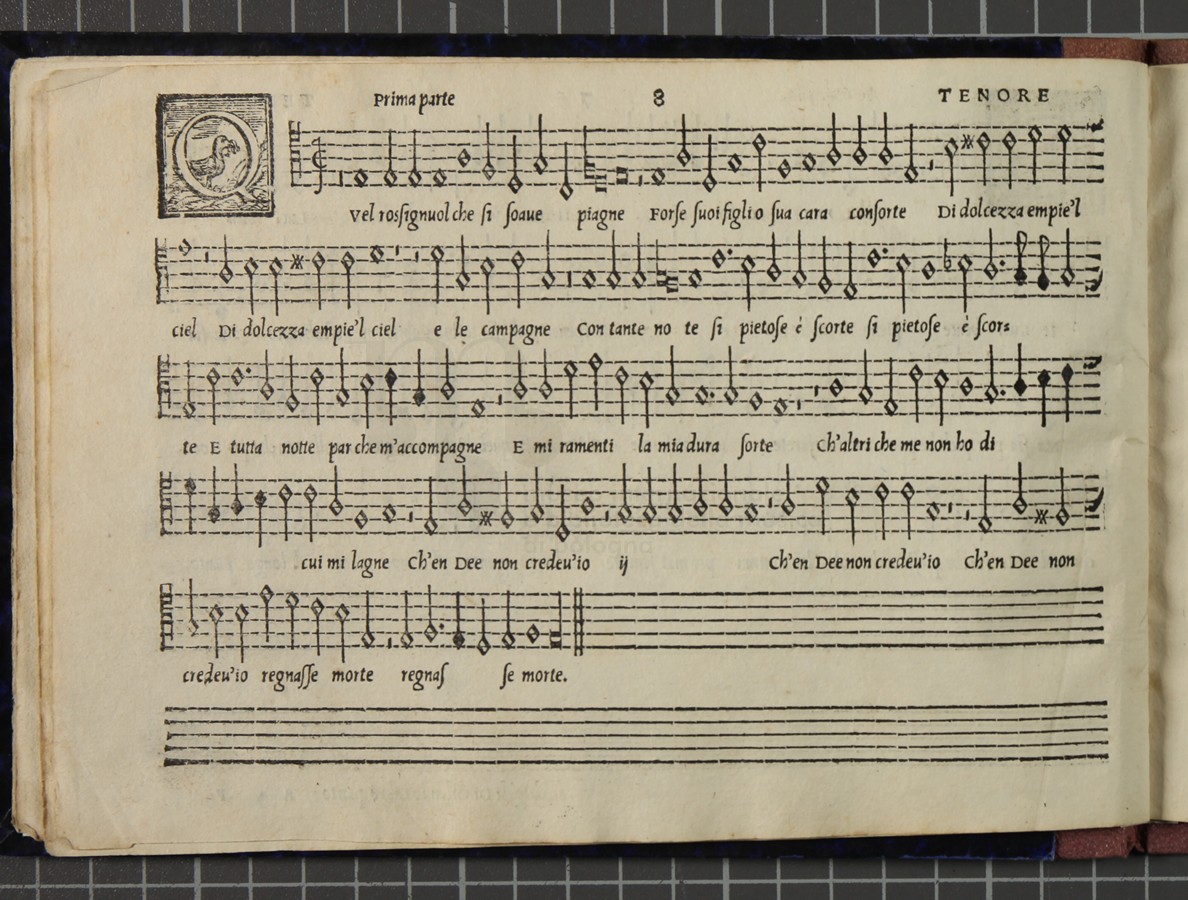 Prima parte 8 TENORE
QVel rosſignuol che ſi ſoaue piagne Forſe ſuoi figli o ſua cara conſorte Di dolcezza empie'l
ciel Di dolcezza empie'l ciel e le campagne Con tante no te ſi pietoſe è ſcorte ſi pietoſe è ſcor:
te E tutta notte par che m'accompagne E mi ramenti la mia dura ſorte Ch'altri che me non ho di
cui mi lagne Ch'en Dee non credeu'io ij Ch'en Dee non credeu'io Ch'en Dee non
credeu'io regnaſſe morte regnaſ ſe morte.